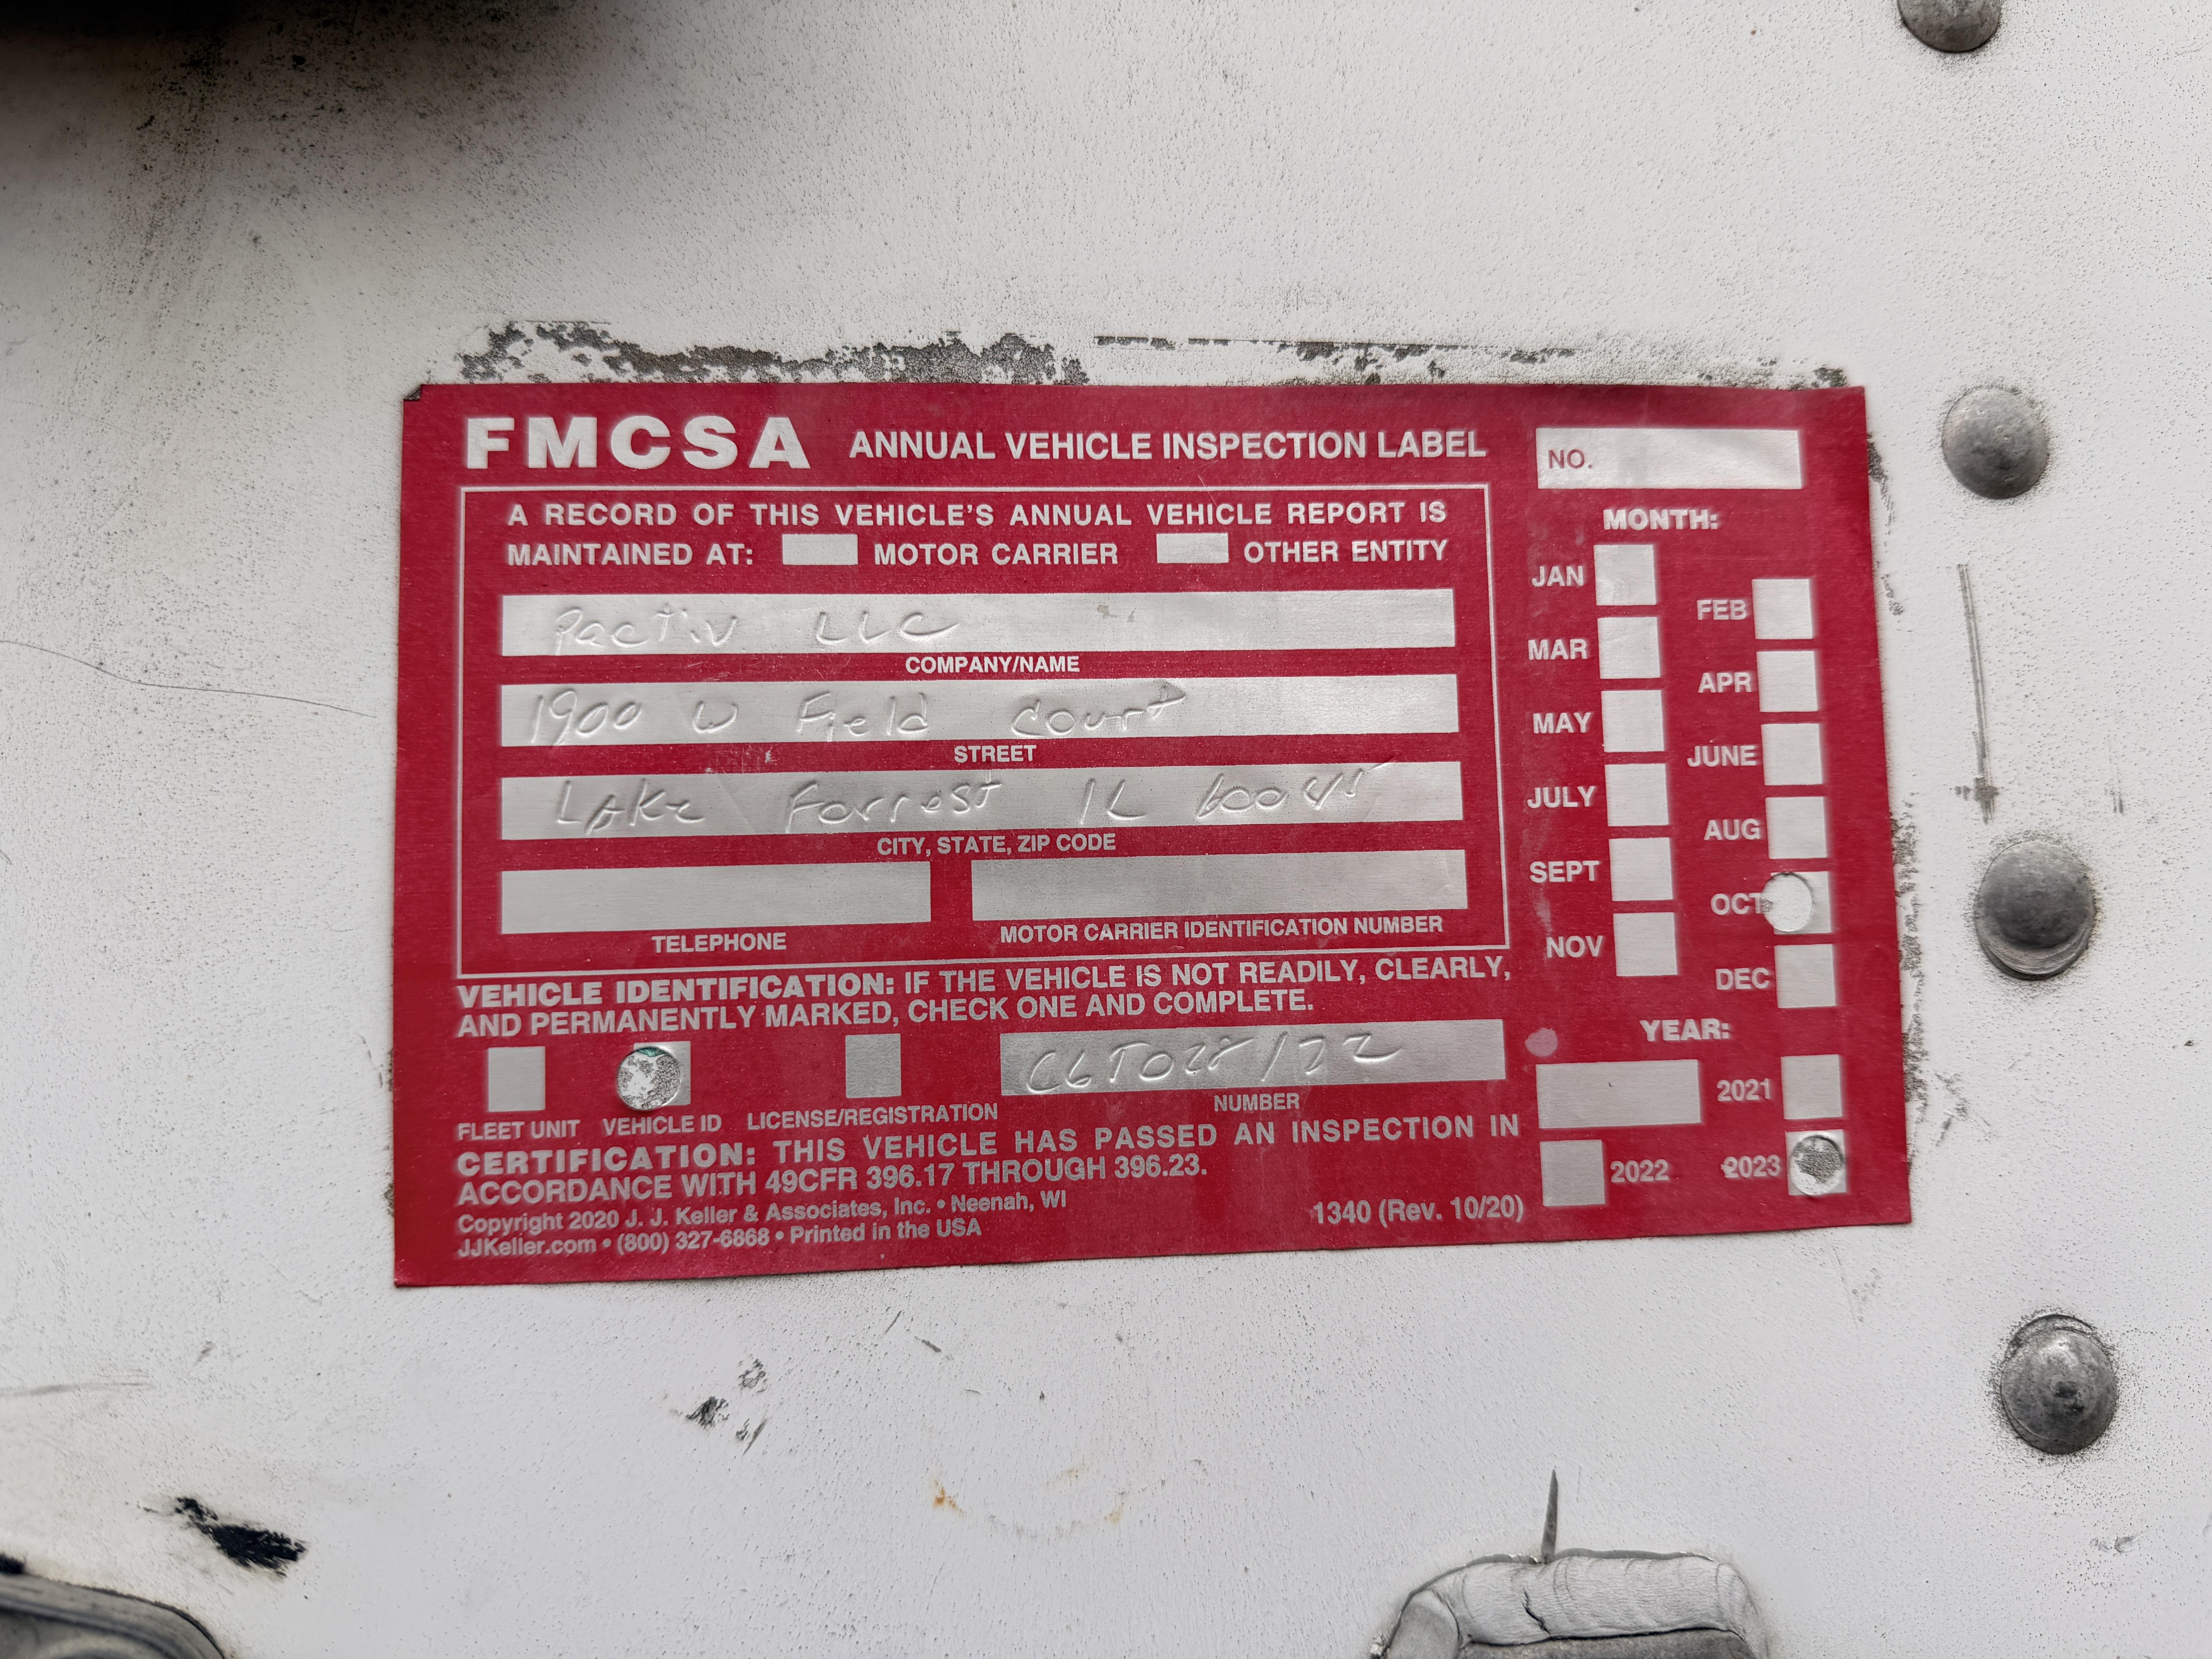 FMCSA ANNUAL VEHICLE INSPECTION LABEL
A RECORD OF THIS VEHICLE'S ANNUAL VEHICLE REPORT IS
MAINTAINED AT: MOTOR CARRIER OTHER ENTITY
Pactiv LLC
COMPANY/NAME
1900 W Field Court
STREET
Lake Forrest IL 60045
CITY, STATE, ZIP CODE
TELEPHONE
MOTOR CARRIER IDENTIFICATION NUMBER
VEHICLE IDENTIFICATION: IF THE VEHICLE IS NOT READILY, CLEARLY,
AND PERMANENTLY MARKED, CHECK ONE AND COMPLETE.
FLEET UNIT VEHICLE ID LICENSE/REGISTRATION
NUMBER
CERTIFICATION: THIS VEHICLE HAS PASSED AN INSPECTION IN
ACCORDANCE WITH 49CFR 396.17 THROUGH 396.23.
Copyright 2020 J. J. Keller & Associates, Inc. • Neenah, WI
JJKeller.com • (800) 327-6868 • Printed in the USA
1340 (Rev. 10/20)
NO.
MONTH:
JAN
FEB
MAR
APR
MAY
JUNE
JULY
AUG
SEPT
OCT
NOV
DEC
YEAR:
2021
2022 2023